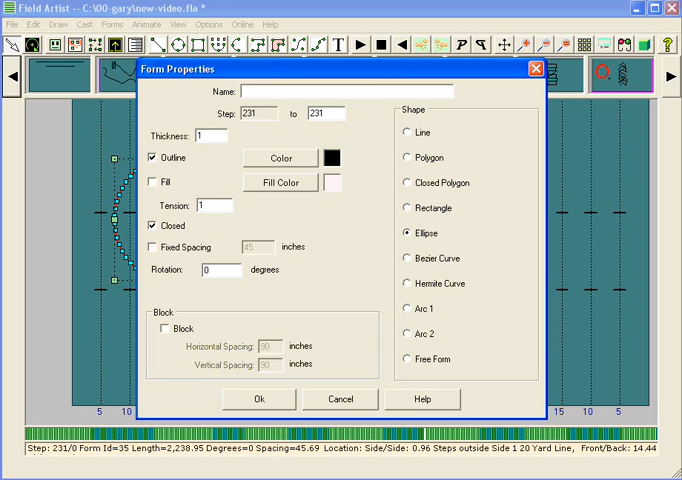 Field Artist -- C:\00-gary\new-video.fla *
File Draw Cast Forms Animate View Options Online Help
T P P ?
Form Properties
Name:
Step: 231 to 231
Thickness: 1
Outline Color
Fill Fill Color
Tension: 1
Closed
Fixed Spacing 45 inches
Rotation: 0 degrees
Block
Block
Horizontal Spacing: 90 inches
Vertical Spacing: 90 inches
Shape
Line
Polygon
Closed Polygon
Rectangle
Ellipse
Bezier Curve
Hermite Curve
Arc 1
Arc 2
Free Form
Ok Cancel Help
5 10 15 5
Step: 231/0 Form Id=35 Length=2,238.95 Degrees=0 Spacing=45.69 Location: Side/Side: 0.96 Steps outside Side 1 20 Yard Line, Front/Back: 14.44